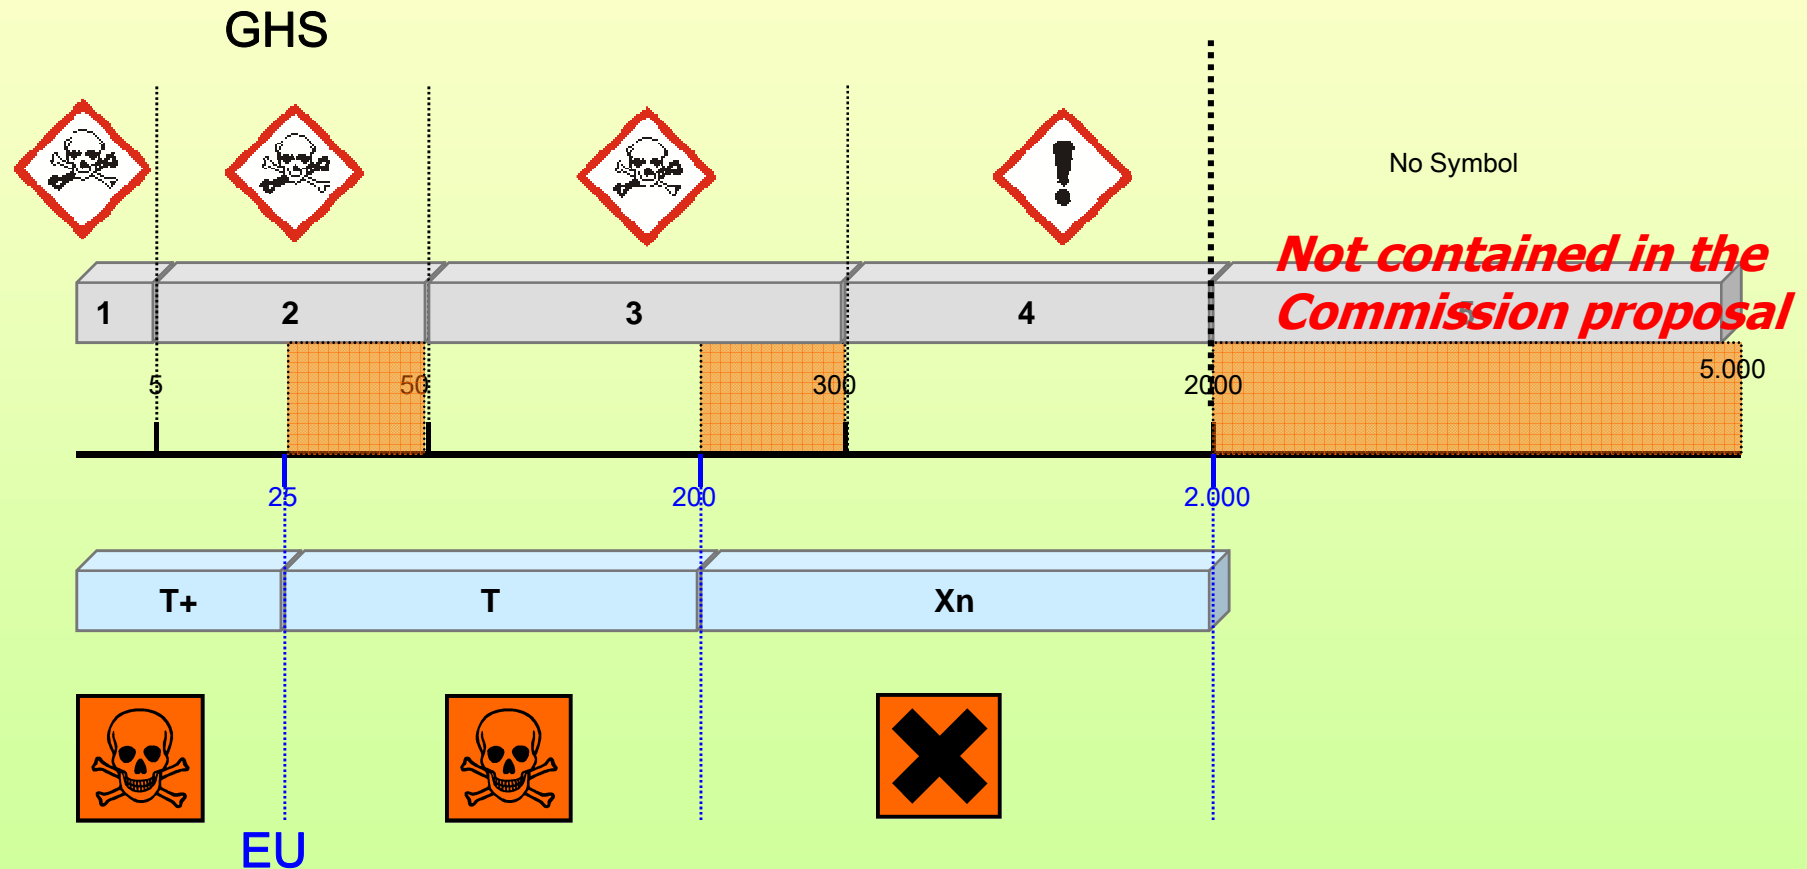 GHS
No Symbol
Not contained in the
Commission proposal
1 2 3 4 5
5 50 300 2000 5.000
25 200 2.000
T+ T Xn
EU